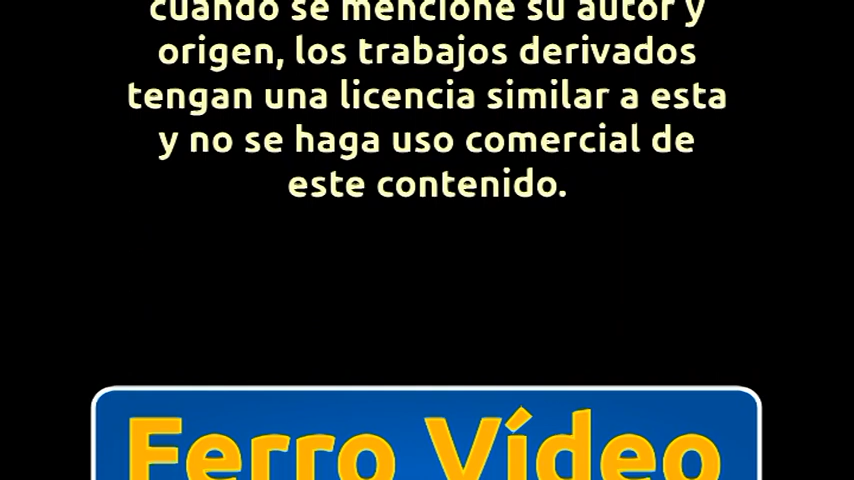 cuando se mencione su autor y
origen, los trabajos derivados
tengan una licencia similar a esta
y no se haga uso comercial de
este contenido.
Ferro Vídeo